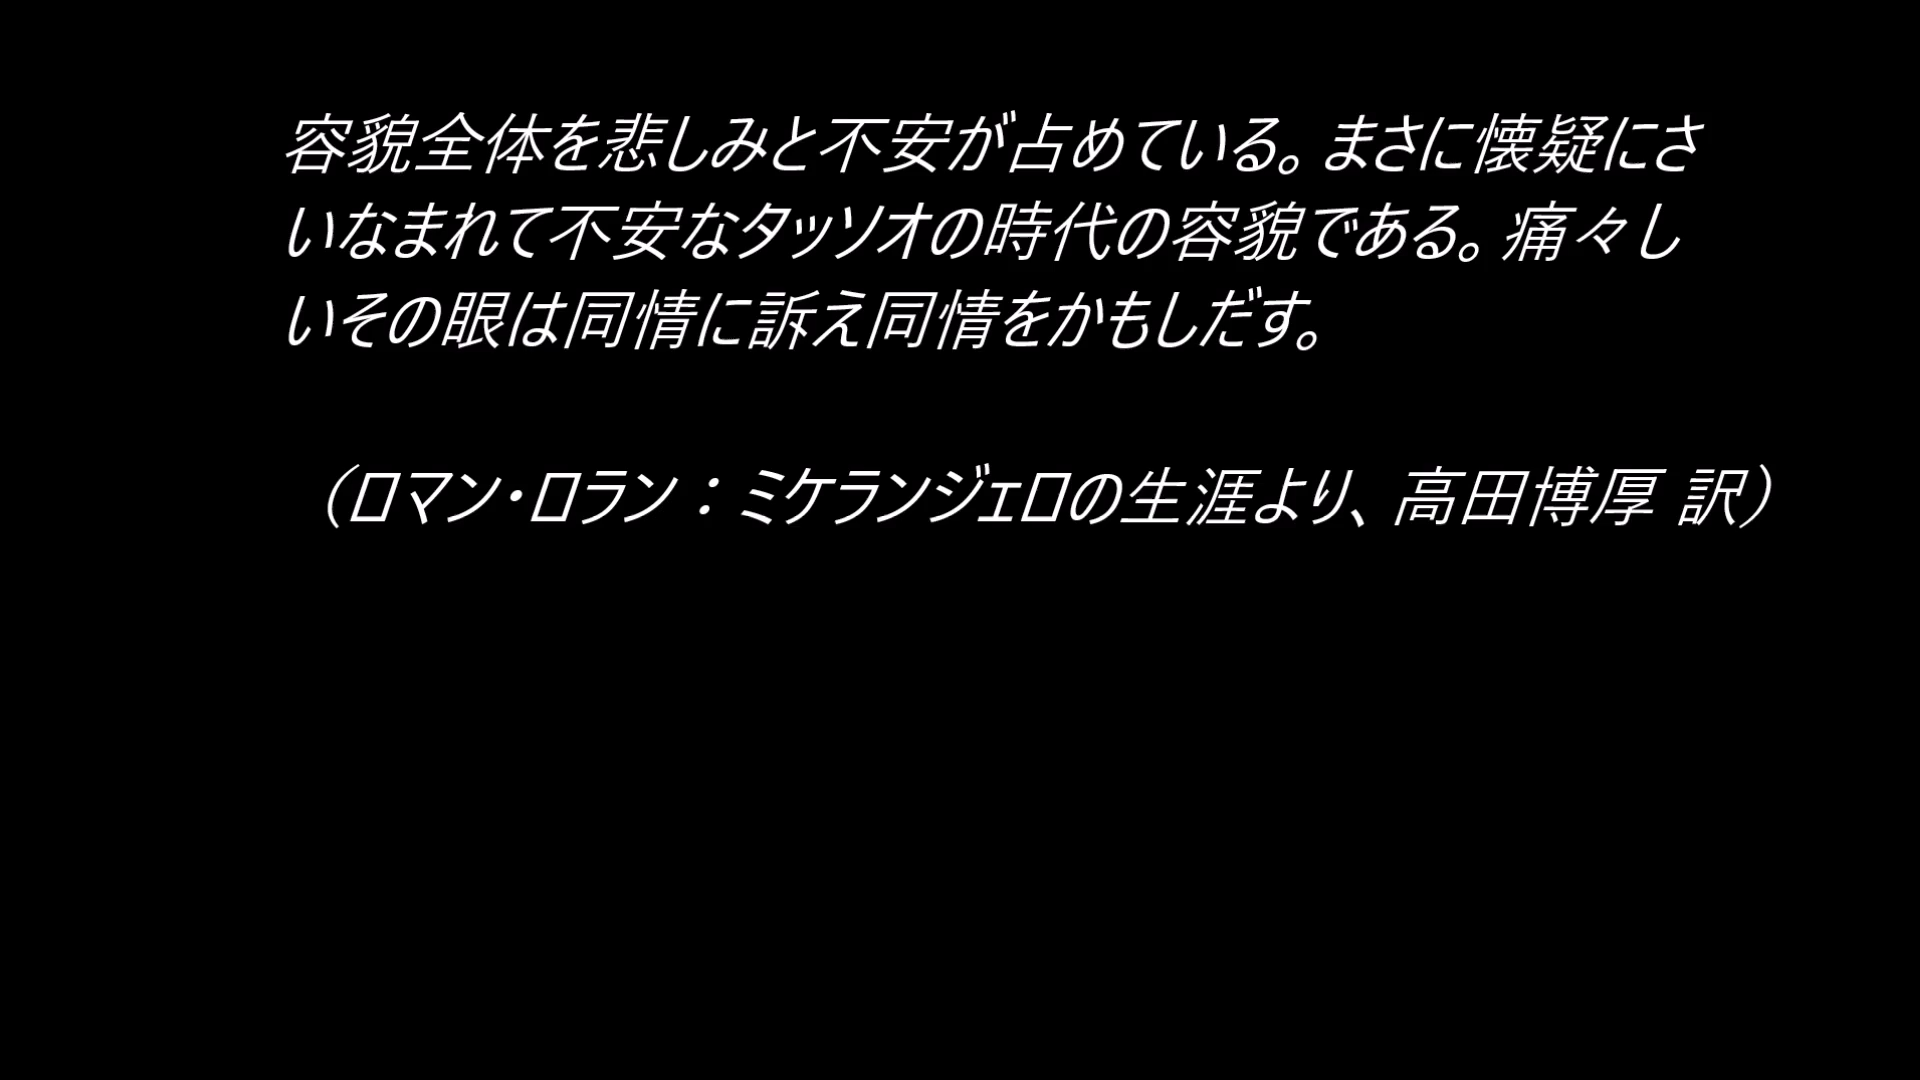 容貌全体を悲しみと不安が占めている。まさに懐疑にさ
いなまれて不安なタッソオの時代の容貌である。痛々し
いその眼は同情に訴え同情をかもしだす。
（ロマン・ロラン：ミケランジェロの生涯より、高田博厚 訳）